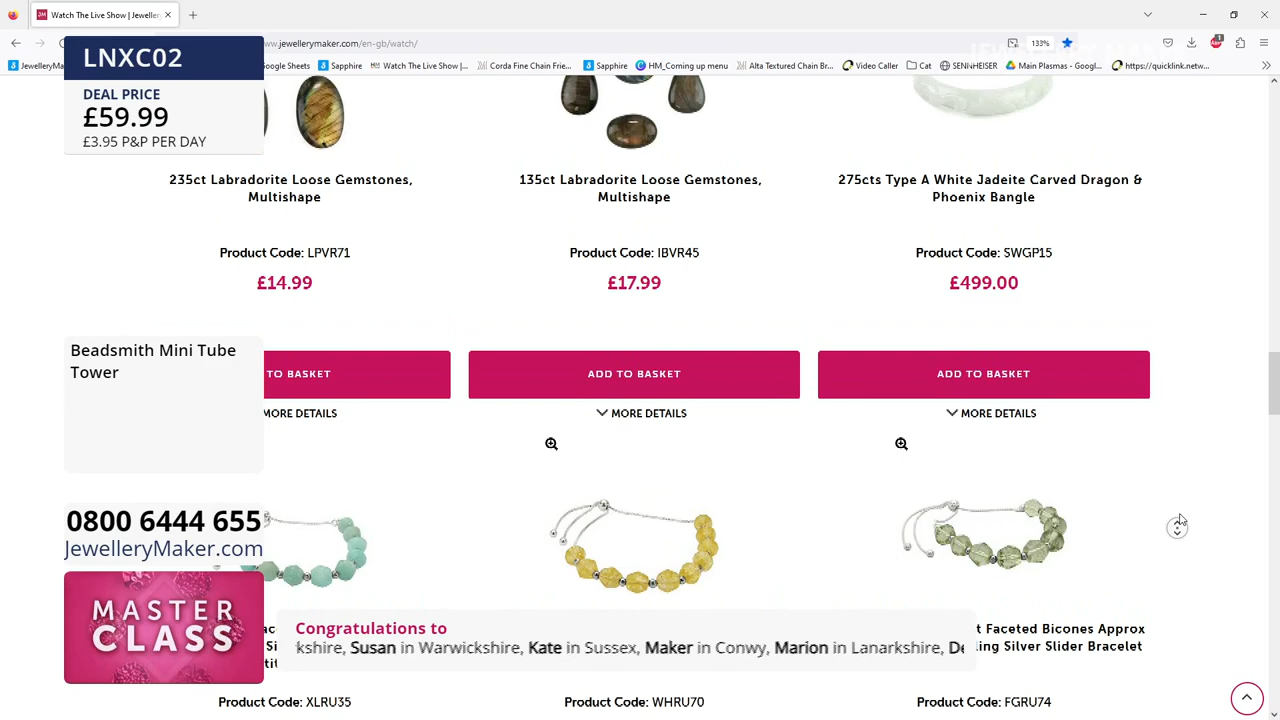 Watch The Live Show | Jeweller
ww.jewellerymaker.com/en-gb/watch/
133%
JewelleryM
Google Sheets
Sapphire
Watch The Live Show |...
Corda Fine Chain Frie...
Sapphire
HM_Coming up menu
Alta Textured Chain Br...
Video Caller
Cat
SENNHEISER
Main Plasmas - Googl...
https://quicklink.netw...
LNXC02
DEAL PRICE
£59.99
£3.95 P&P PER DAY
235ct Labradorite Loose Gemstones,
Multishape
135ct Labradorite Loose Gemstones,
Multishape
275cts Type A White Jadeite Carved Dragon &
Phoenix Bangle
Product Code: LPVR71
Product Code: IBVR45
Product Code: SWGP15
£14.99
£17.99
£499.00
Beadsmith Mini Tube
Tower
TO BASKET
ADD TO BASKET
ADD TO BASKET
MORE DETAILS
MORE DETAILS
MORE DETAILS
0800 6444 655
JewelleryMaker.com
MASTER
CLASS
Congratulations to
kshire, Susan in Warwickshire, Kate in Sussex, Maker in Conwy, Marion in Lanarkshire, De
t Faceted Bicones Approx
ling Silver Slider Bracelet
Product Code: XLRU35
Product Code: WHRU70
Product Code: FGRU74